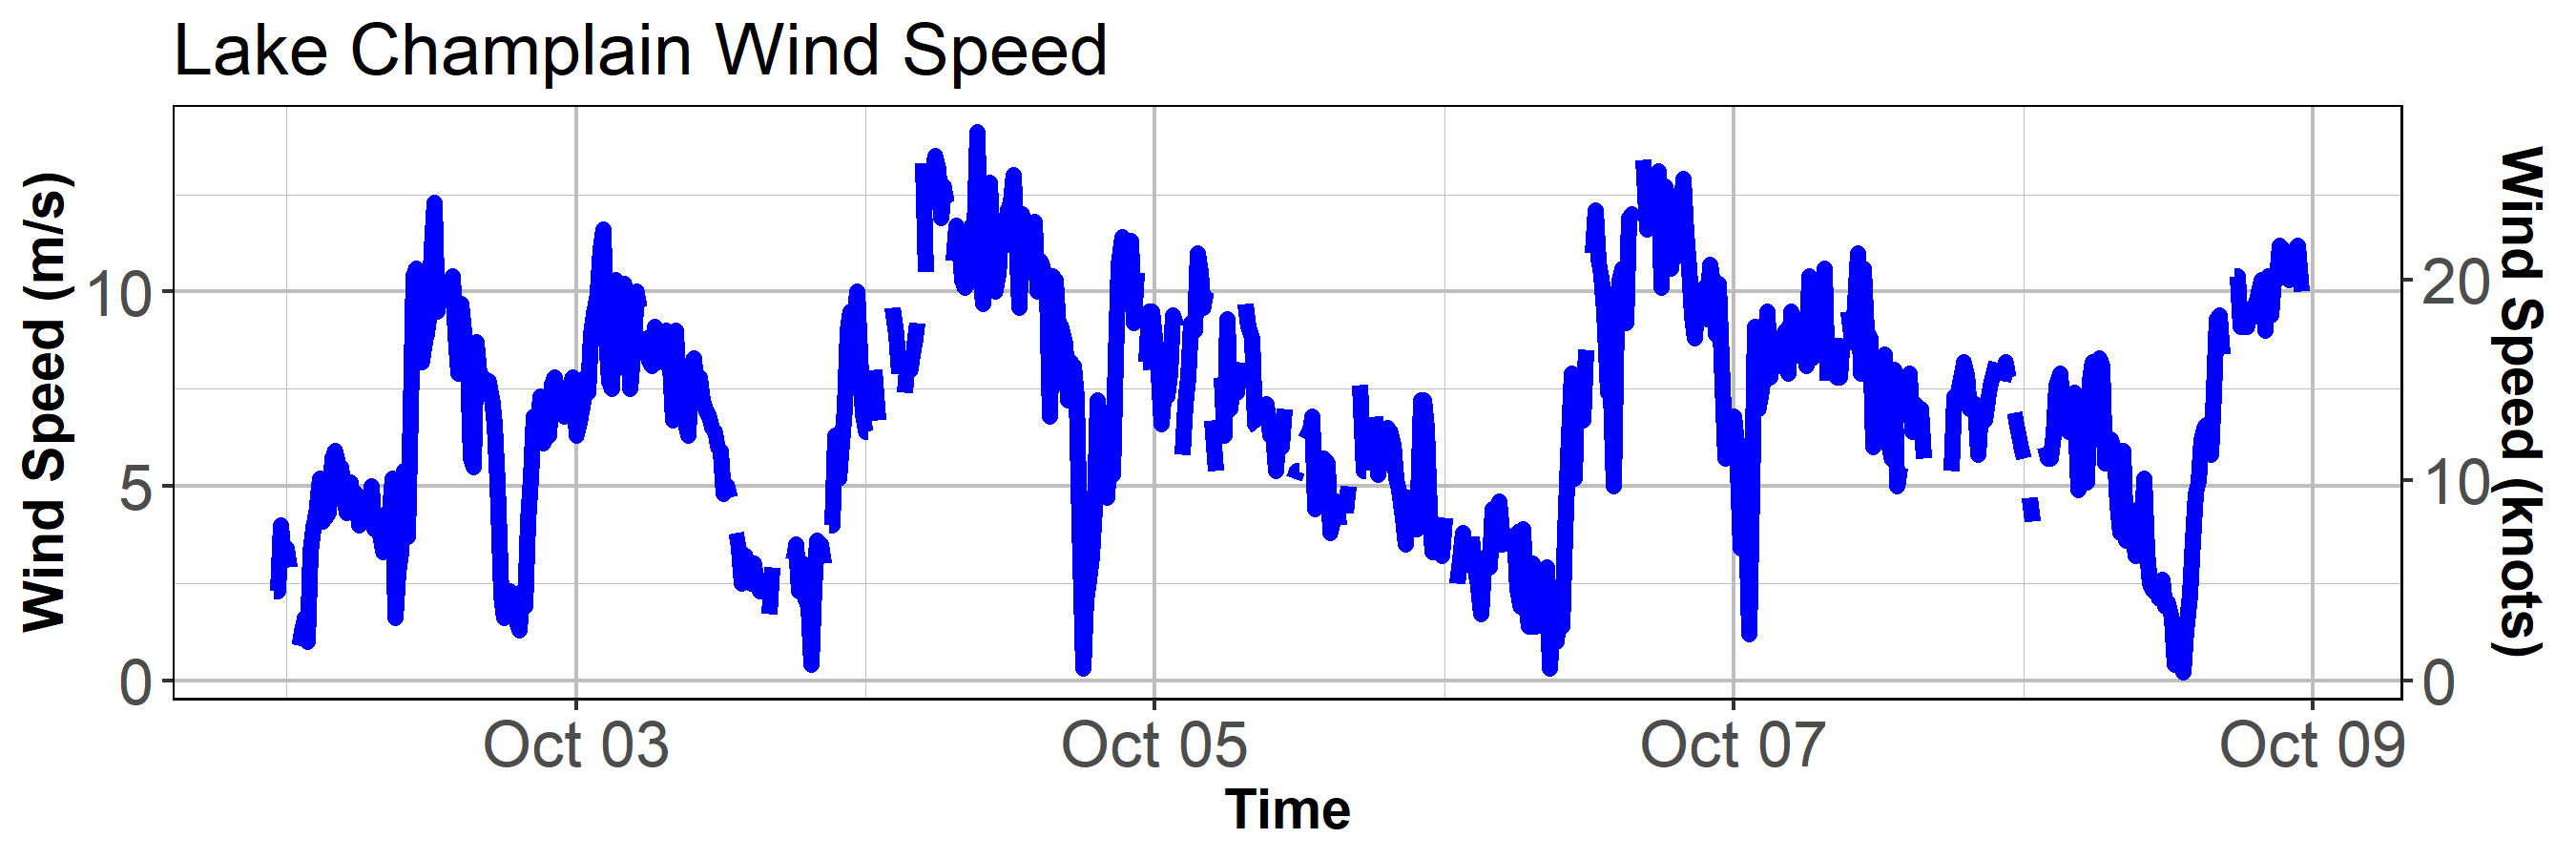 Lake Champlain Wind Speed
Wind Speed (m/s)
10
5
0
20
10
0
Wind Speed (knots)
Oct 03
Oct 05
Oct 07
Oct 09
Time